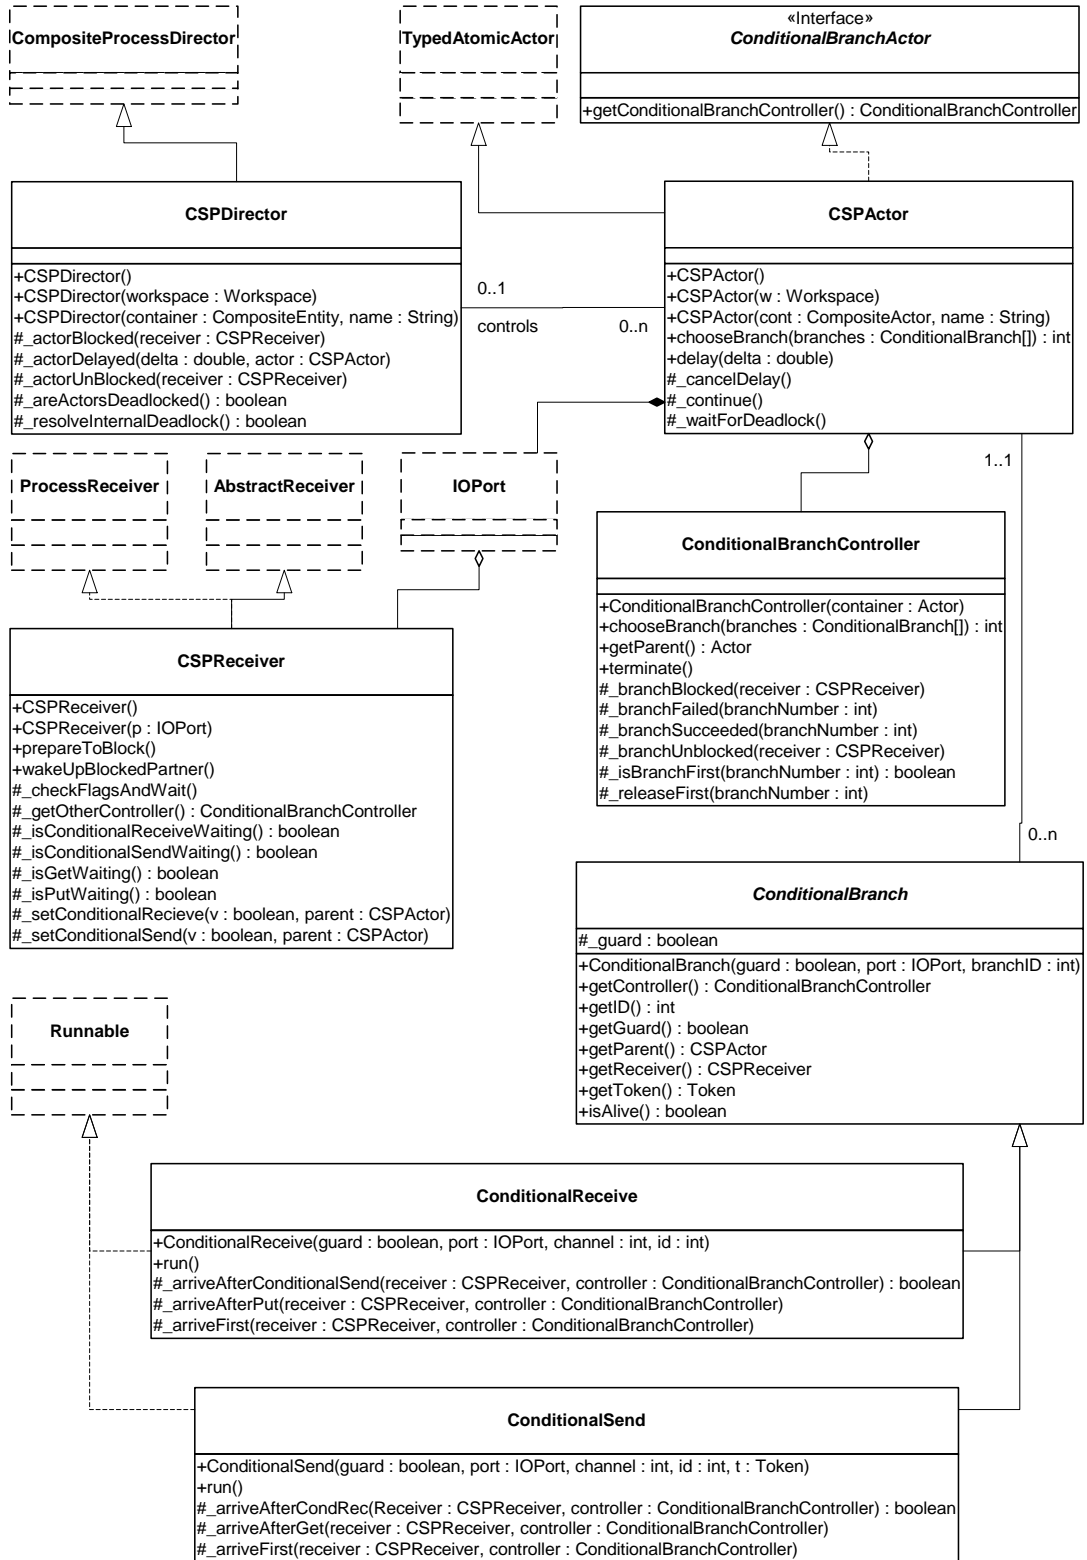 CompositeProcessDirector
TypedAtomicActor
«Interface»
ConditionalBranchActor
+getConditionalBranchController() : ConditionalBranchController
CSPDirector
+CSPDirector()
+CSPDirector(workspace : Workspace)
+CSPDirector(container : CompositeEntity, name : String)
#_actorBlocked(receiver : CSPReceiver)
#_actorDelayed(delta : double, actor : CSPActor)
#_actorUnBlocked(receiver : CSPReceiver)
#_areActorsDeadlocked() : boolean
#_resolveInternalDeadlock() : boolean
0..1
controls
0..n
CSPActor
+CSPActor()
+CSPActor(w : Workspace)
+CSPActor(cont : CompositeActor, name : String)
+chooseBranch(branches : ConditionalBranch[]) : int
+delay(delta : double)
#_cancelDelay()
#_continue()
#_waitForDeadlock()
1..1
ProcessReceiver
AbstractReceiver
IOPort
ConditionalBranchController
+ConditionalBranchController(container : Actor)
+chooseBranch(branches : ConditionalBranch[]) : int
+getParent() : Actor
+terminate()
#_branchBlocked(receiver : CSPReceiver)
#_branchFailed(branchNumber : int)
#_branchSucceeded(branchNumber : int)
#_branchUnblocked(receiver : CSPReceiver)
#_isBranchFirst(branchNumber : int) : boolean
#_releaseFirst(branchNumber : int)
CSPReceiver
+CSPReceiver()
+CSPReceiver(p : IOPort)
+prepareToBlock()
+wakeUpBlockedPartner()
#_checkFlagsAndWait()
#_getOtherController() : ConditionalBranchController
#_isConditionalReceiveWaiting() : boolean
#_isConditionalSendWaiting() : boolean
#_isGetWaiting() : boolean
#_isPutWaiting() : boolean
#_setConditionalRecieve(v : boolean, parent : CSPActor)
#_setConditionalSend(v : boolean, parent : CSPActor)
0..n
ConditionalBranch
#_guard : boolean
+ConditionalBranch(guard : boolean, port : IOPort, branchID : int)
+getController() : ConditionalBranchController
+getID() : int
+getGuard() : boolean
+getParent() : CSPActor
+getReceiver() : CSPReceiver
+getToken() : Token
+isAlive() : boolean
Runnable
ConditionalReceive
+ConditionalReceive(guard : boolean, port : IOPort, channel : int, id : int)
+run()
#_arriveAfterConditionalSend(receiver : CSPReceiver, controller : ConditionalBranchController) : boolean
#_arriveAfterPut(receiver : CSPReceiver, controller : ConditionalBranchController)
#_arriveFirst(receiver : CSPReceiver, controller : ConditionalBranchController)
ConditionalSend
+ConditionalSend(guard : boolean, port : IOPort, channel : int, id : int, t : Token)
+run()
#_arriveAfterCondRec(Receiver : CSPReceiver, controller : ConditionalBranchController) : boolean
#_arriveAfterGet(receiver : CSPReceiver, controller : ConditionalBranchController)
#_arriveFirst(receiver : CSPReceiver, controller : ConditionalBranchController)